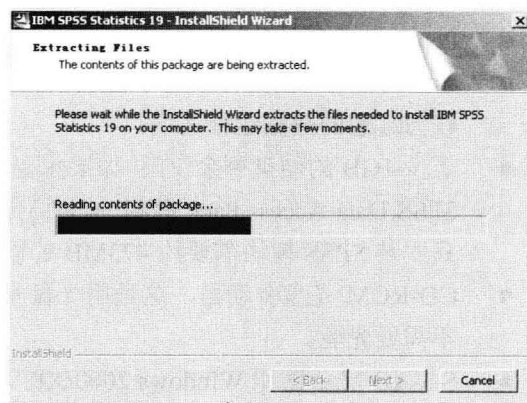 IBM SPSS Statistics 19 - InstallShield Wizard
Extracting Files
The contents of this package are being extracted.
Please wait while the InstallShield Wizard extracts the files needed to install IBM SPSS
Statistics 19 on your computer. This may take a few moments.
Reading contents of package...
InstallShield
< Back
Next >
Cancel